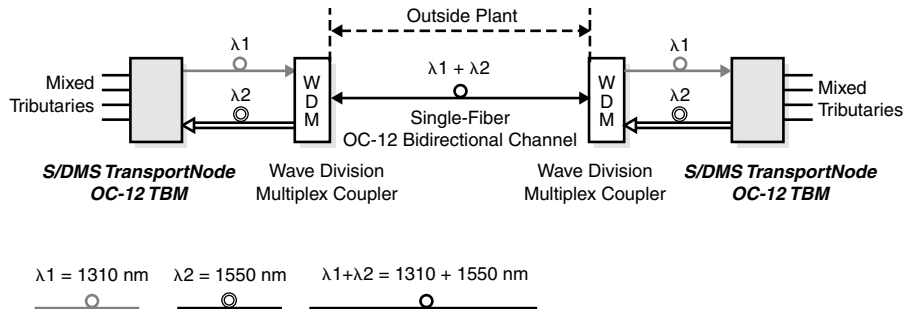 Outside Plant
λ1
λ1
λ1 + λ2
Mixed
Tributaries
λ2
W
D
M
W
D
M
λ2
Mixed
Tributaries
Single-Fiber
OC-12 Bidirectional Channel
S/DMS TransportNode
OC-12 TBM
Wave Division
Multiplex Coupler
Wave Division
Multiplex Coupler
S/DMS TransportNode
OC-12 TBM
λ1 = 1310 nm
λ2 = 1550 nm
λ1+λ2 = 1310 + 1550 nm